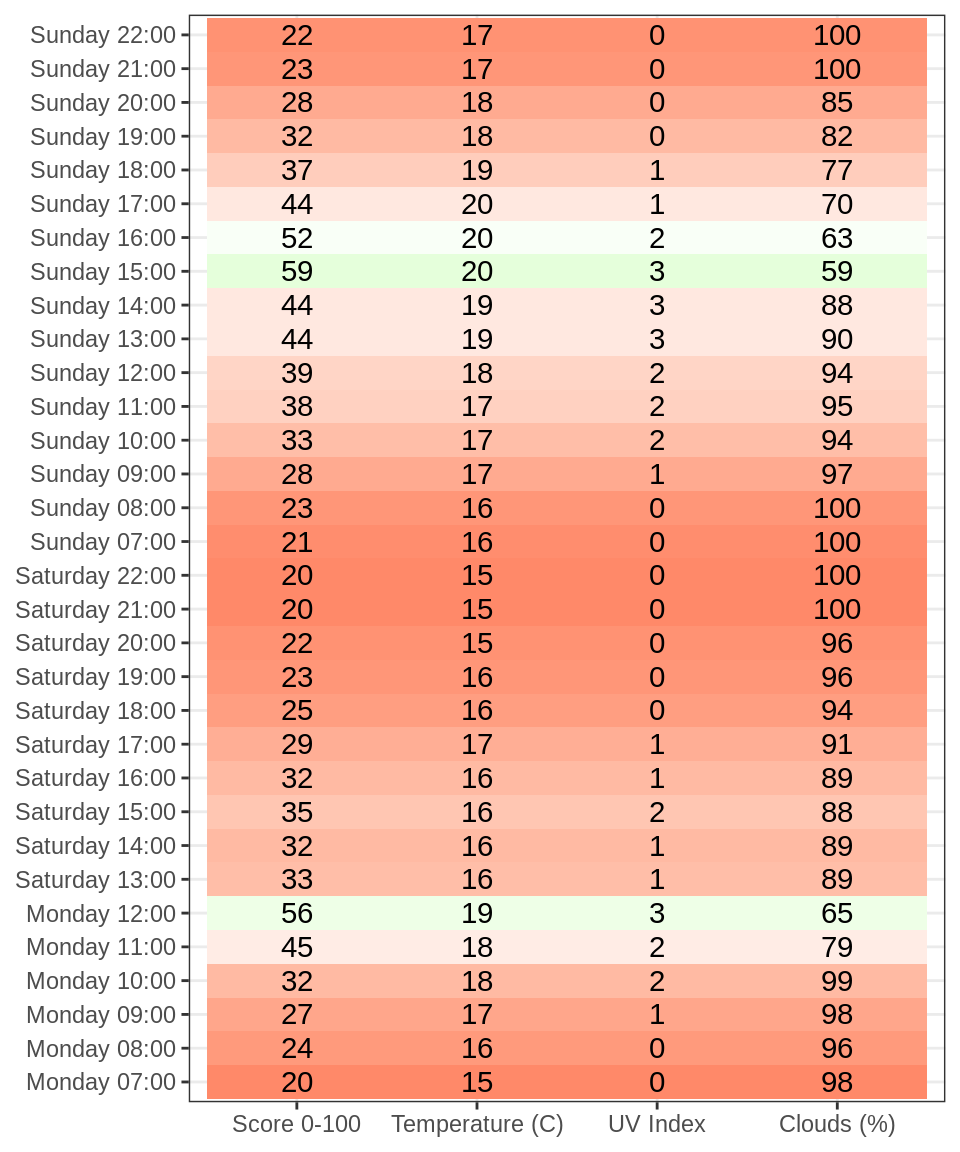 Sunday 22:00 22 17 0 100
Sunday 21:00 23 17 0 100
Sunday 20:00 28 18 0 85
Sunday 19:00 32 18 0 82
Sunday 18:00 37 19 1 77
Sunday 17:00 44 20 1 70
Sunday 16:00 52 20 2 63
Sunday 15:00 59 20 3 59
Sunday 14:00 44 19 3 88
Sunday 13:00 44 19 3 90
Sunday 12:00 39 18 2 94
Sunday 11:00 38 17 2 95
Sunday 10:00 33 17 2 94
Sunday 09:00 28 17 1 97
Sunday 08:00 23 16 0 100
Sunday 07:00 21 16 0 100
Saturday 22:00 20 15 0 100
Saturday 21:00 20 15 0 100
Saturday 20:00 22 15 0 96
Saturday 19:00 23 16 0 96
Saturday 18:00 25 16 0 94
Saturday 17:00 29 17 1 91
Saturday 16:00 32 16 1 89
Saturday 15:00 35 16 2 88
Saturday 14:00 32 16 1 89
Saturday 13:00 33 16 1 89
Monday 12:00 56 19 3 65
Monday 11:00 45 18 2 79
Monday 10:00 32 18 2 99
Monday 09:00 27 17 1 98
Monday 08:00 24 16 0 96
Monday 07:00 20 15 0 98
Score 0-100 Temperature (C) UV Index Clouds (%)